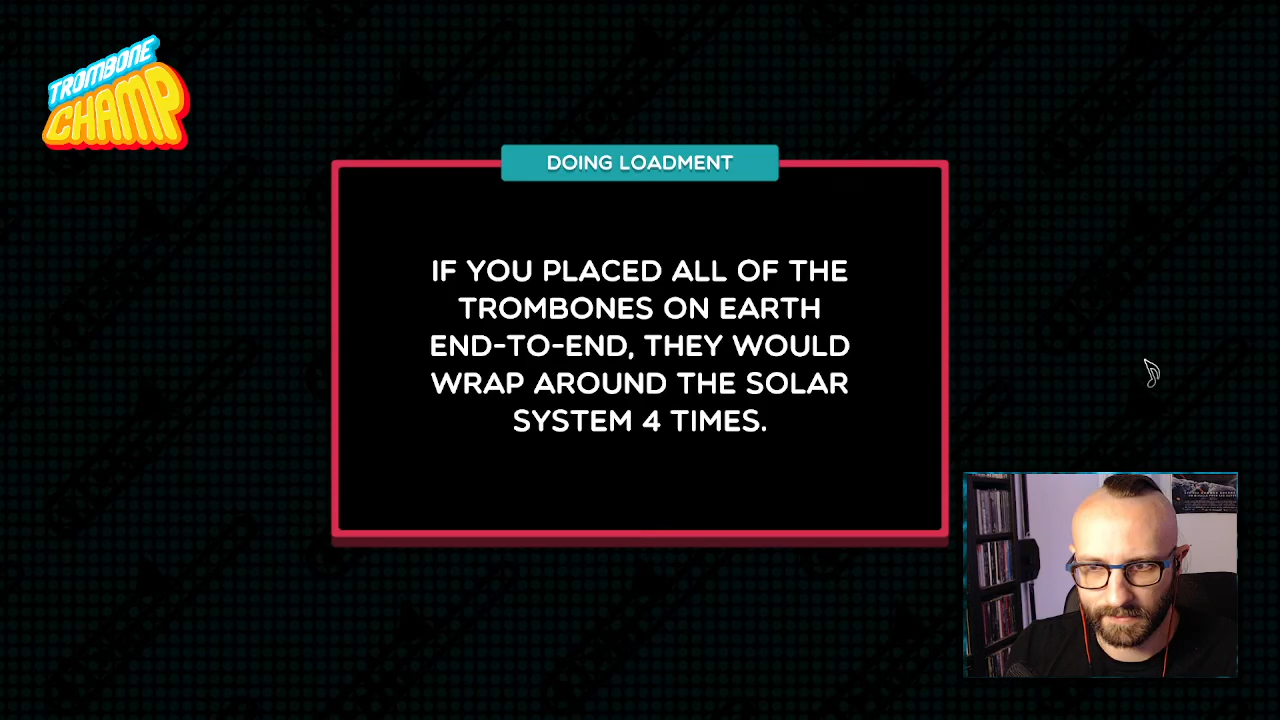 TROMBONE
CHAMP
DOING LOADMENT
IF YOU PLACED ALL OF THE
TROMBONES ON EARTH
END-TO-END, THEY WOULD
WRAP AROUND THE SOLAR
SYSTEM 4 TIMES.